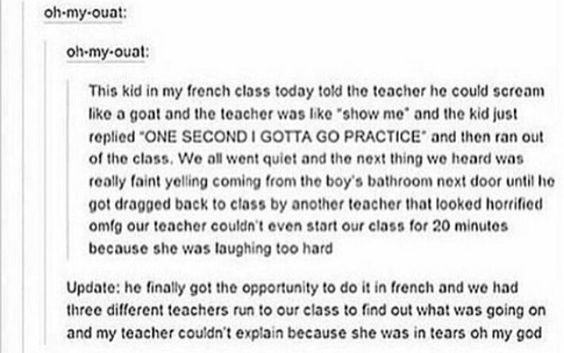 oh-my-ouat:
oh-my-ouat:
This kid in my french class today told the teacher he could scream
like a goat and the teacher was like "show me" and the kid just
replied "ONE SECOND I GOTTA GO PRACTICE" and then ran out
of the class. We all went quiet and the next thing we heard was
really faint yelling coming from the boy's bathroom next door until he
got dragged back to class by another teacher that looked horrified
omfg our teacher couldn't even start our class for 20 minutes
because she was laughing too hard
Update: he finally got the opportunity to do it in french and we had
three different teachers run to our class to find out what was going on
and my teacher couldn't explain because she was in tears oh my god